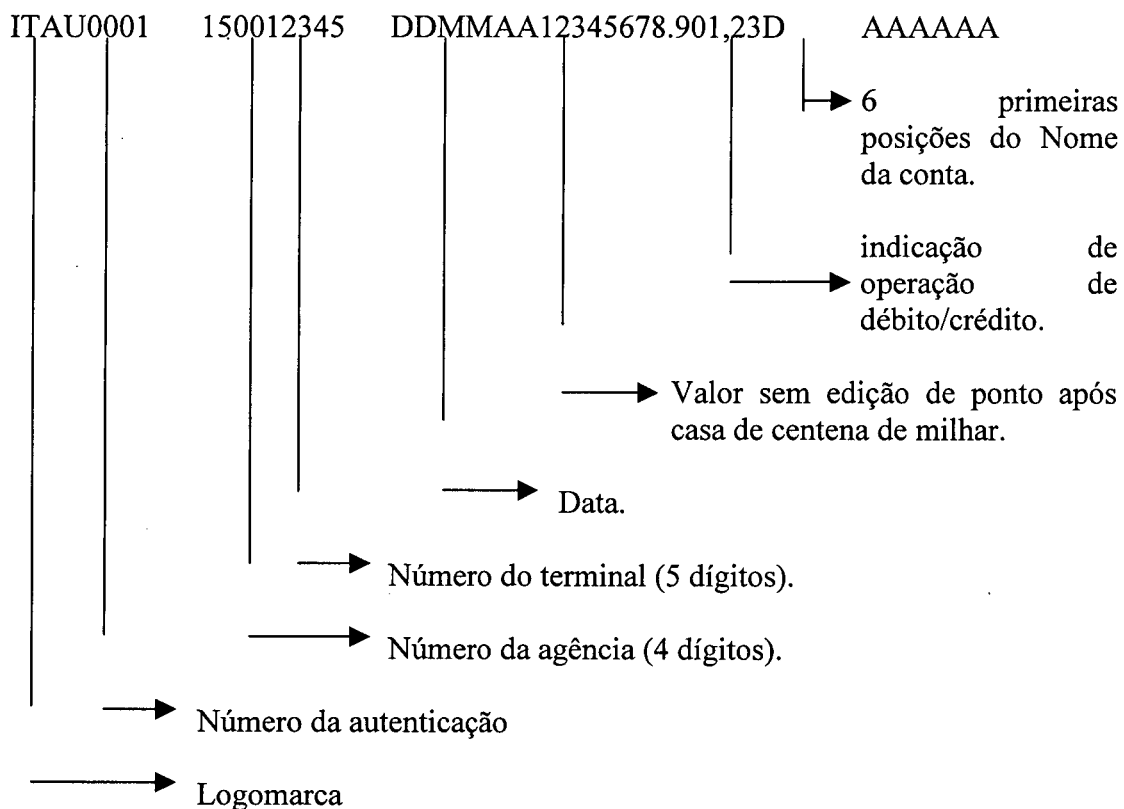 ITAU0001 150012345 DDMMAA12345678.901,23D AAAAAA
6 primeiras
posições do Nome
da conta.
indicação de
operação de
débito/crédito.
Valor sem edição de ponto após
casa de centena de milhar.
Data.
Número do terminal (5 dígitos).
Número da agência (4 dígitos).
Número da autenticação
Logomarca